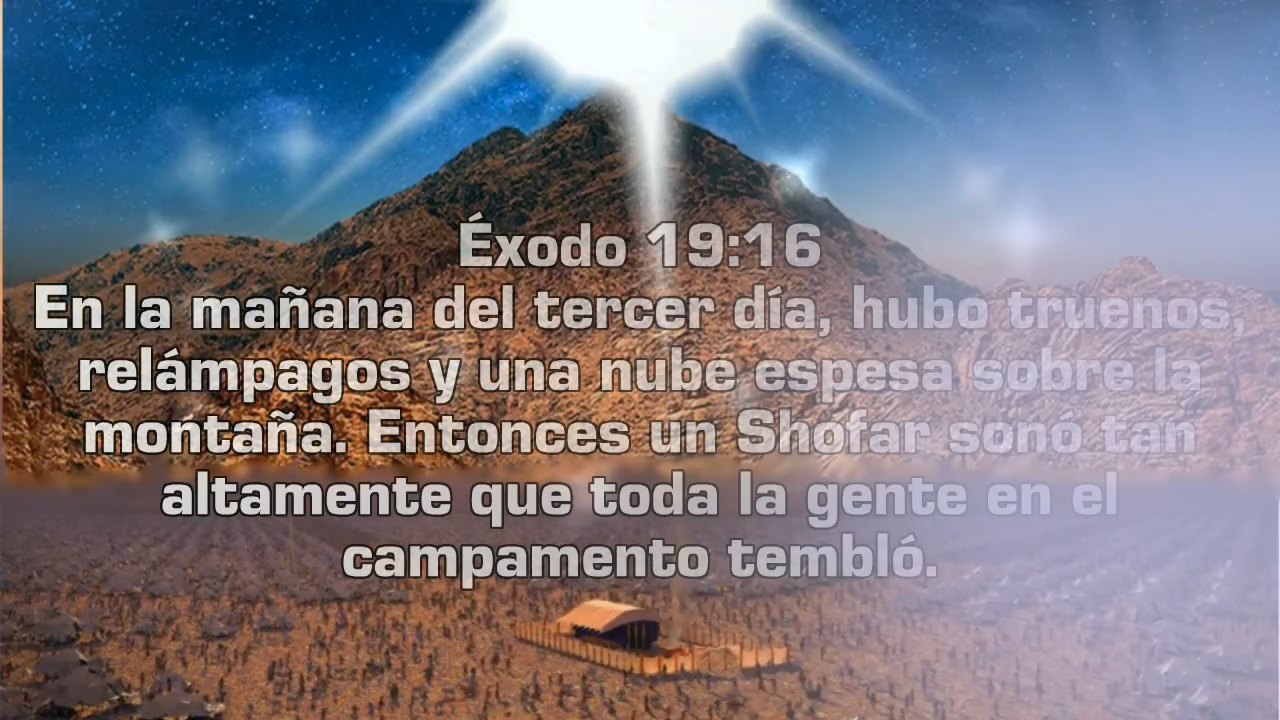 Éxodo 19:16
En la mañana del tercer día, hubo truenos,
relámpagos y una nube espesa sobre la
montaña. Entonces un Shofar sonó tan
altamente que toda la gente en el
campamento tembló.